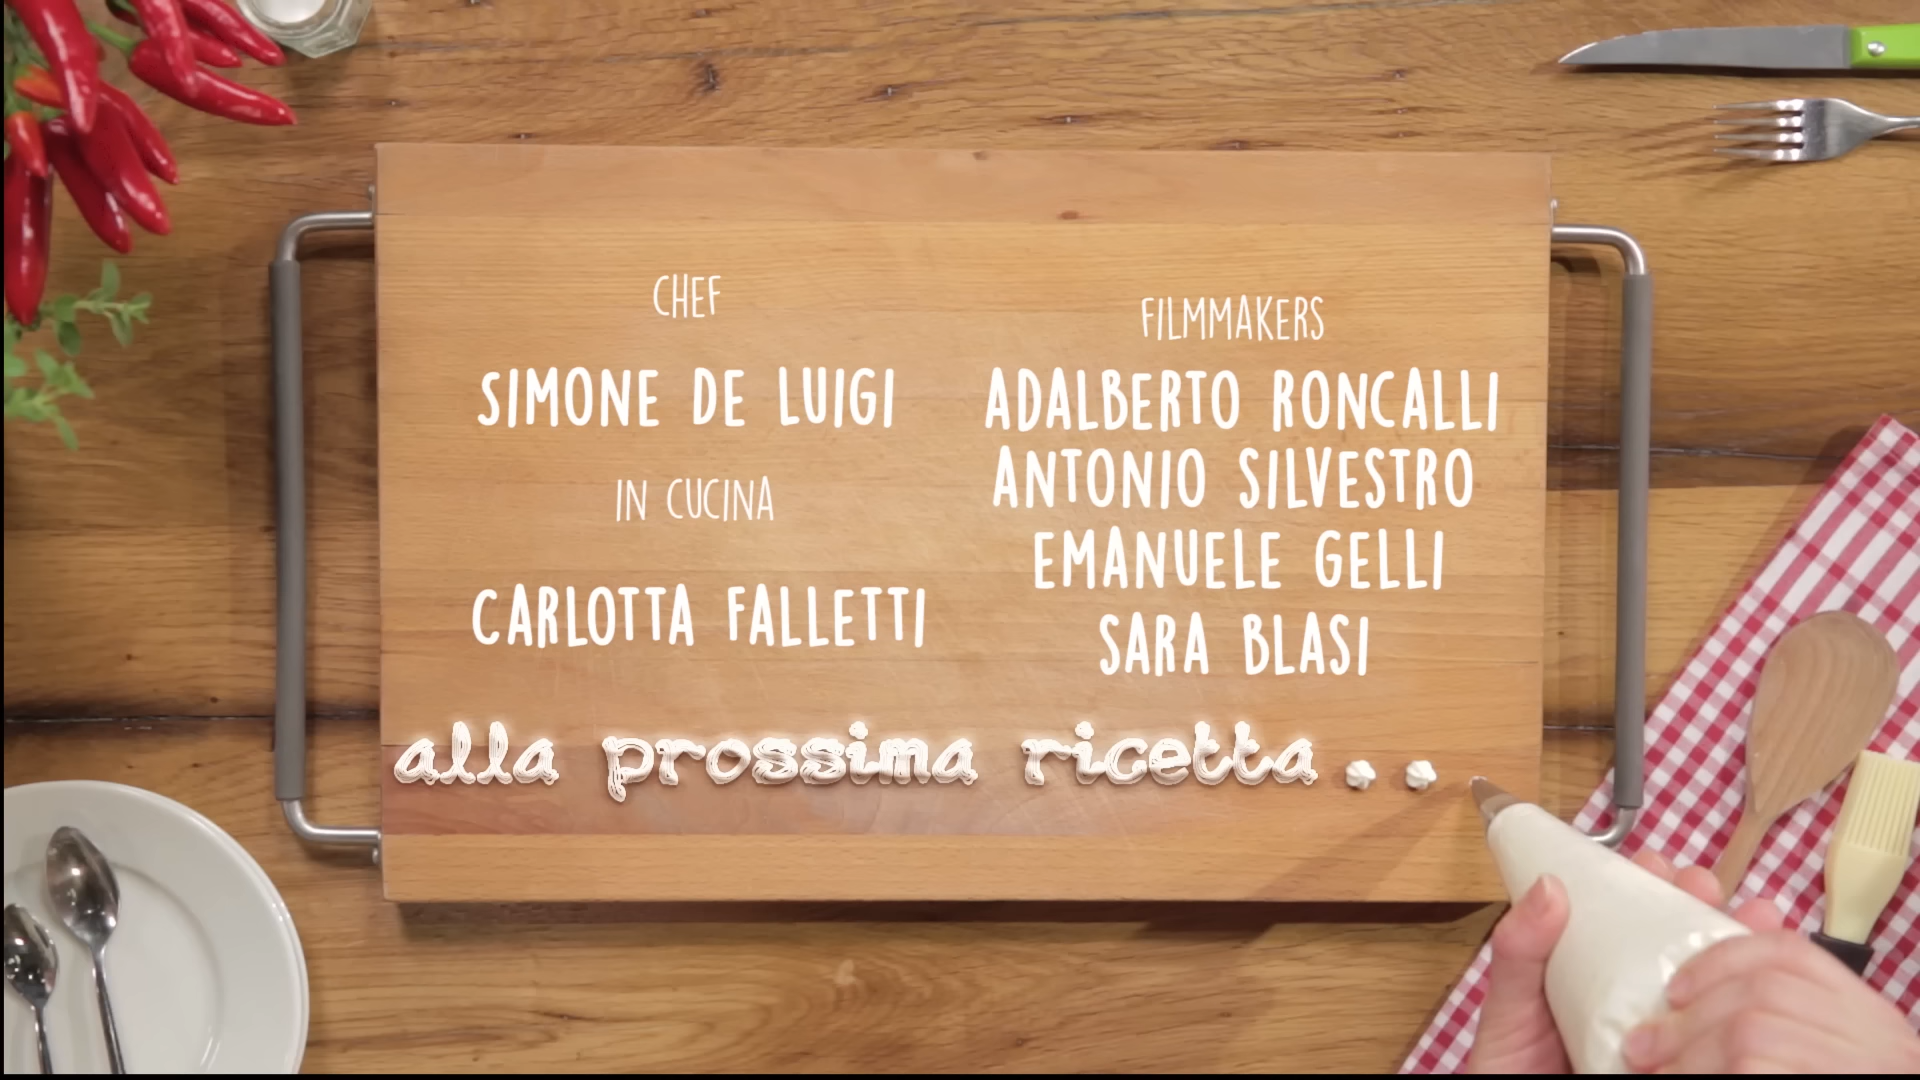 CHEF
SIMONE DE LUIGI
IN CUCINA
CARLOTTA FALLETTI
FILMMAKERS
ADALBERTO RONCALLI
ANTONIO SILVESTRO
EMANUELE GELLI
SARA BLASI
alla prossima ricetta...